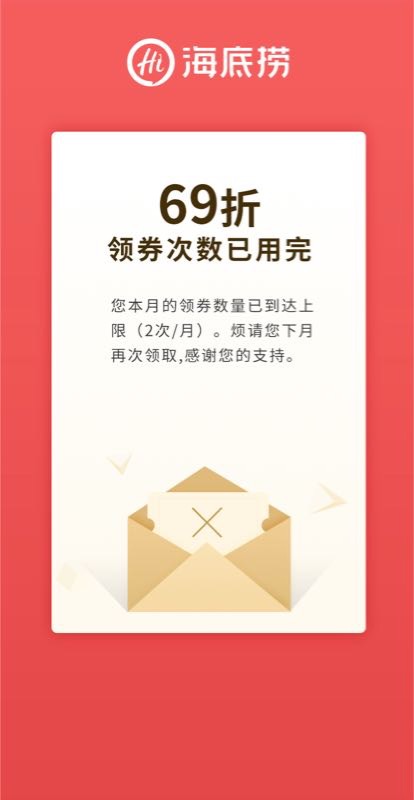 Hi 海底捞
69折
领券次数已用完
您本月的领券数量已到达上
限（2次/月）。烦请您下月
再次领取,感谢您的支持。